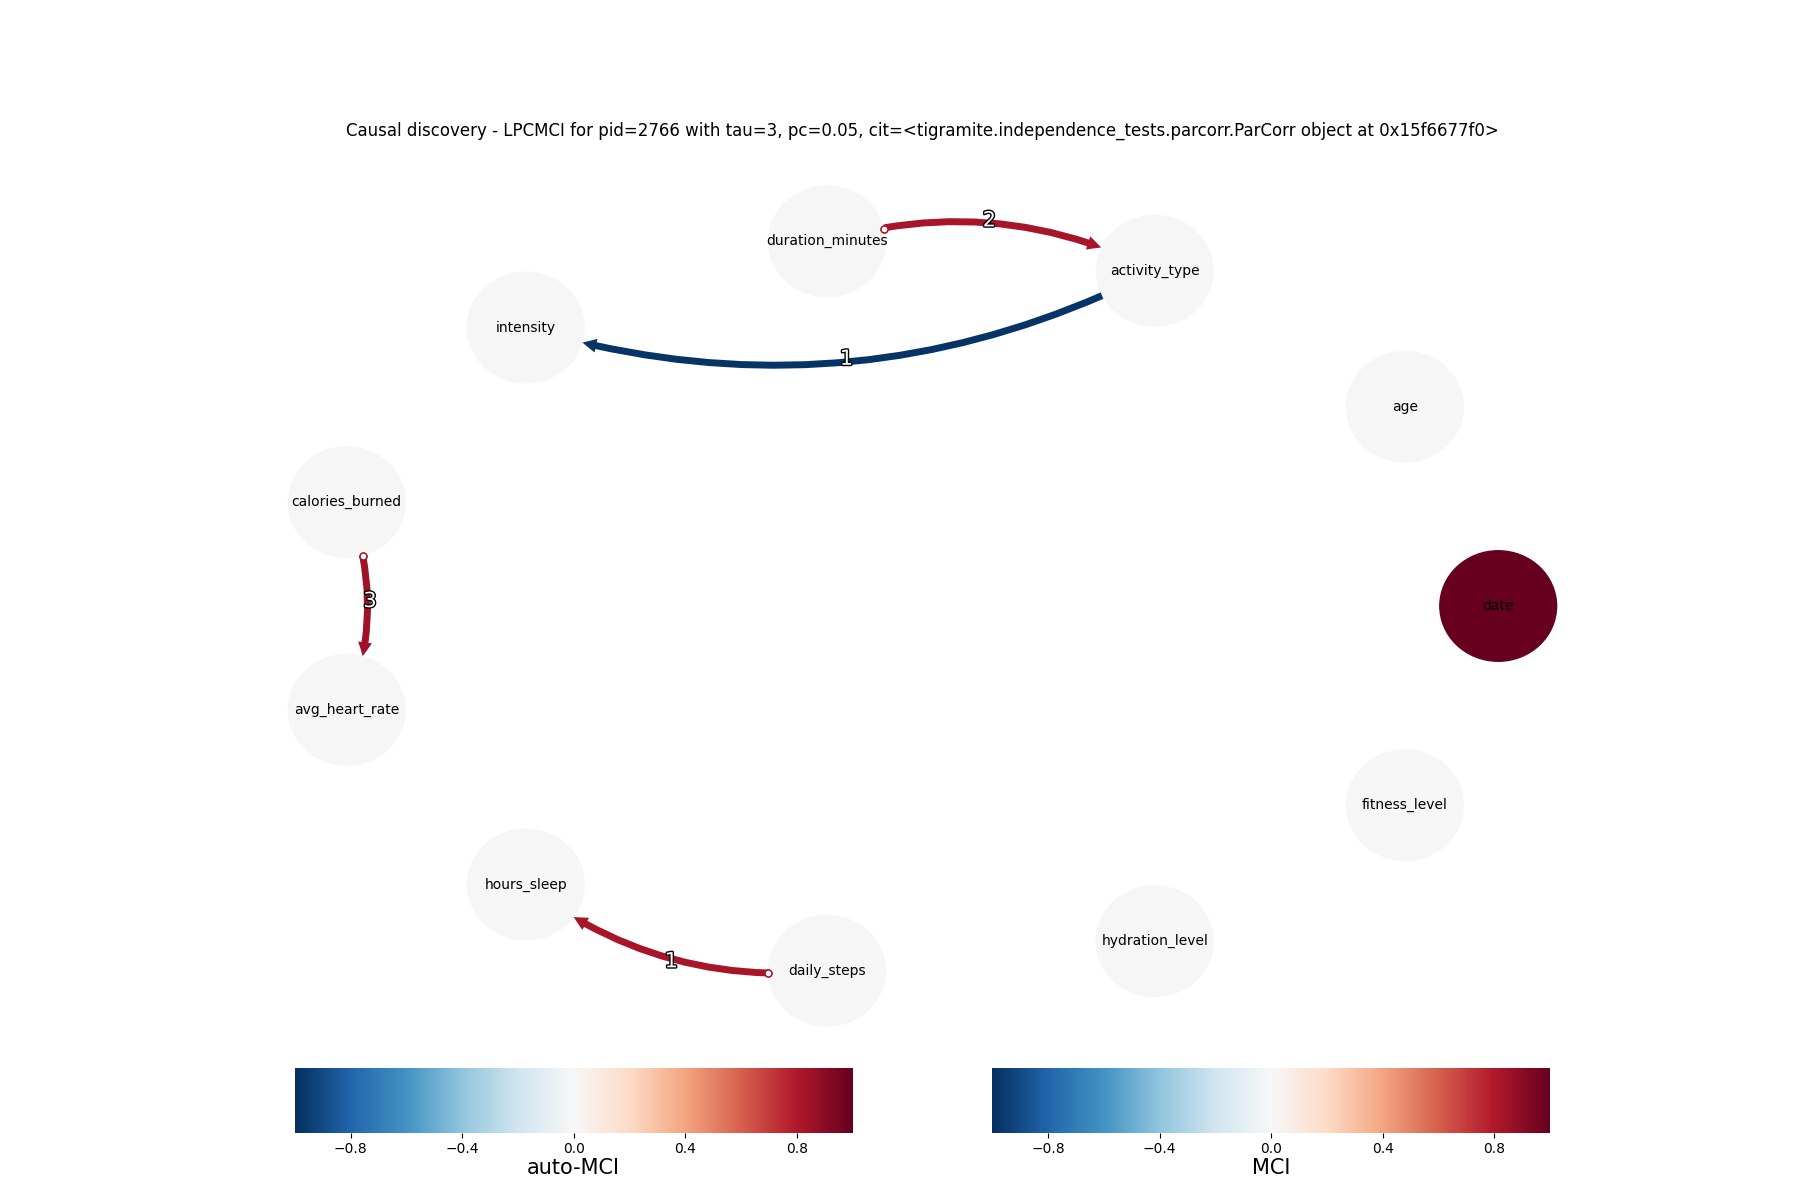 Causal discovery - LPCMCI for pid=2766 with tau=3, pc=0.05, cit=<tigramite.independence_tests.parcorr.ParCorr object at 0x15f6677f0>
2
duration_minutes
activity_type
intensity
1
age
calories_burned
3
date
avg_heart_rate
fitness_level
hours_sleep
hydration_level
1
daily_steps
−0.8 −0.4 0.0 0.4 0.8
auto-MCI
−0.8 −0.4 0.0 0.4 0.8
MCI